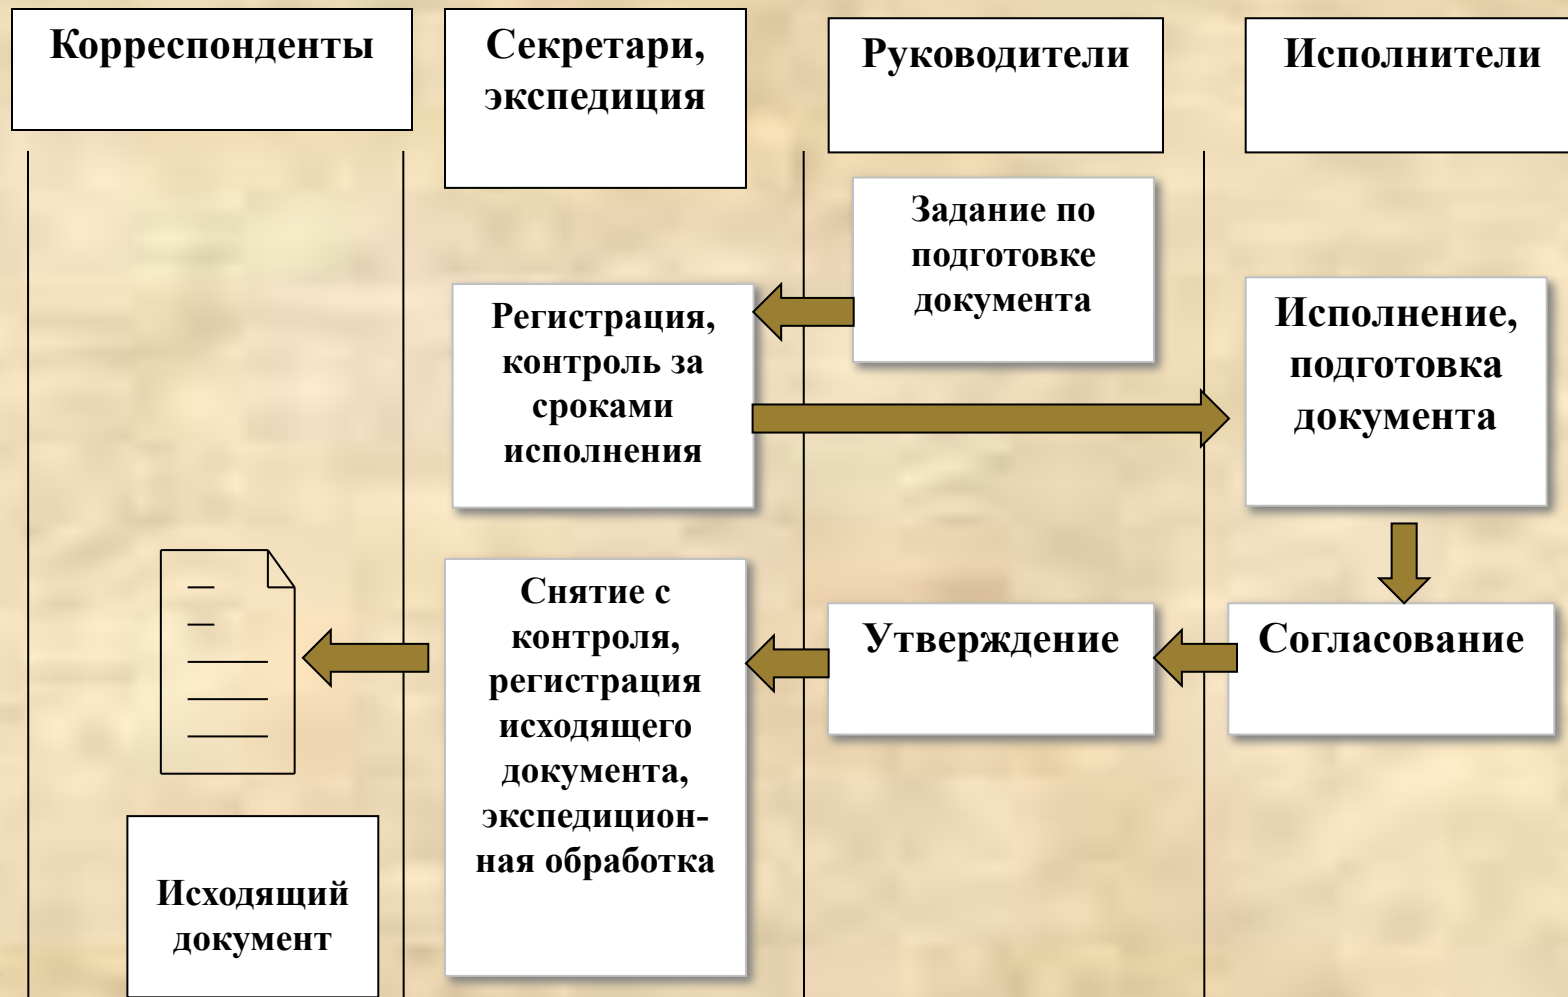 Корреспонденты
Секретари,
экспедиция
Руководители
Исполнители
Задание по
подготовке
документа
Регистрация,
контроль за
сроками
исполнения
Исполнение,
подготовка
документа
Снятие с
контроля,
регистрация
исходящего
документа,
экспедицион-
ная обработка
Утверждение
Согласование
Исходящий
документ